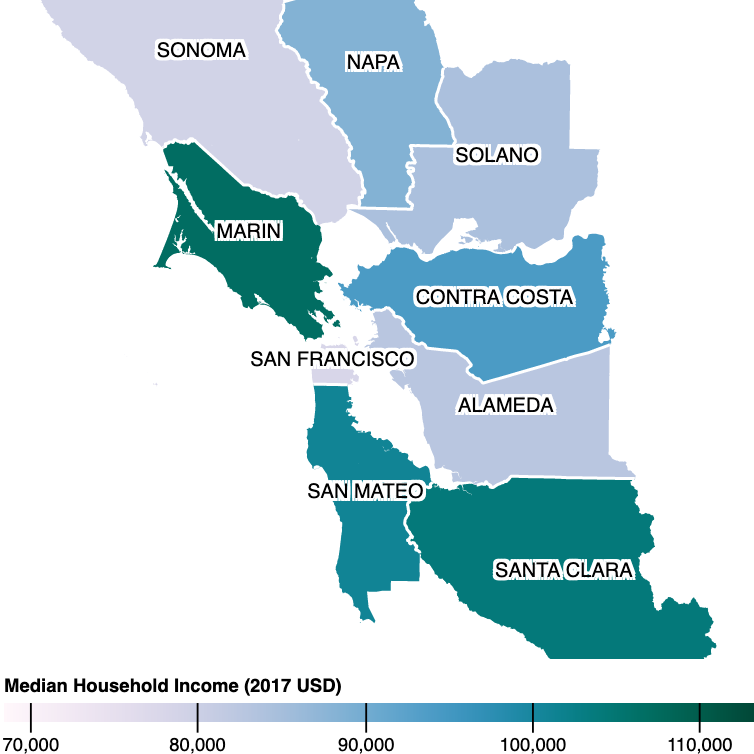 SONOMA
NAPA
SOLANO
MARIN
CONTRA COSTA
SAN FRANCISCO
ALAMEDA
SAN MATEO
SANTA CLARA
Median Household Income (2017 USD)
70,000 80,000 90,000 100,000 110,000